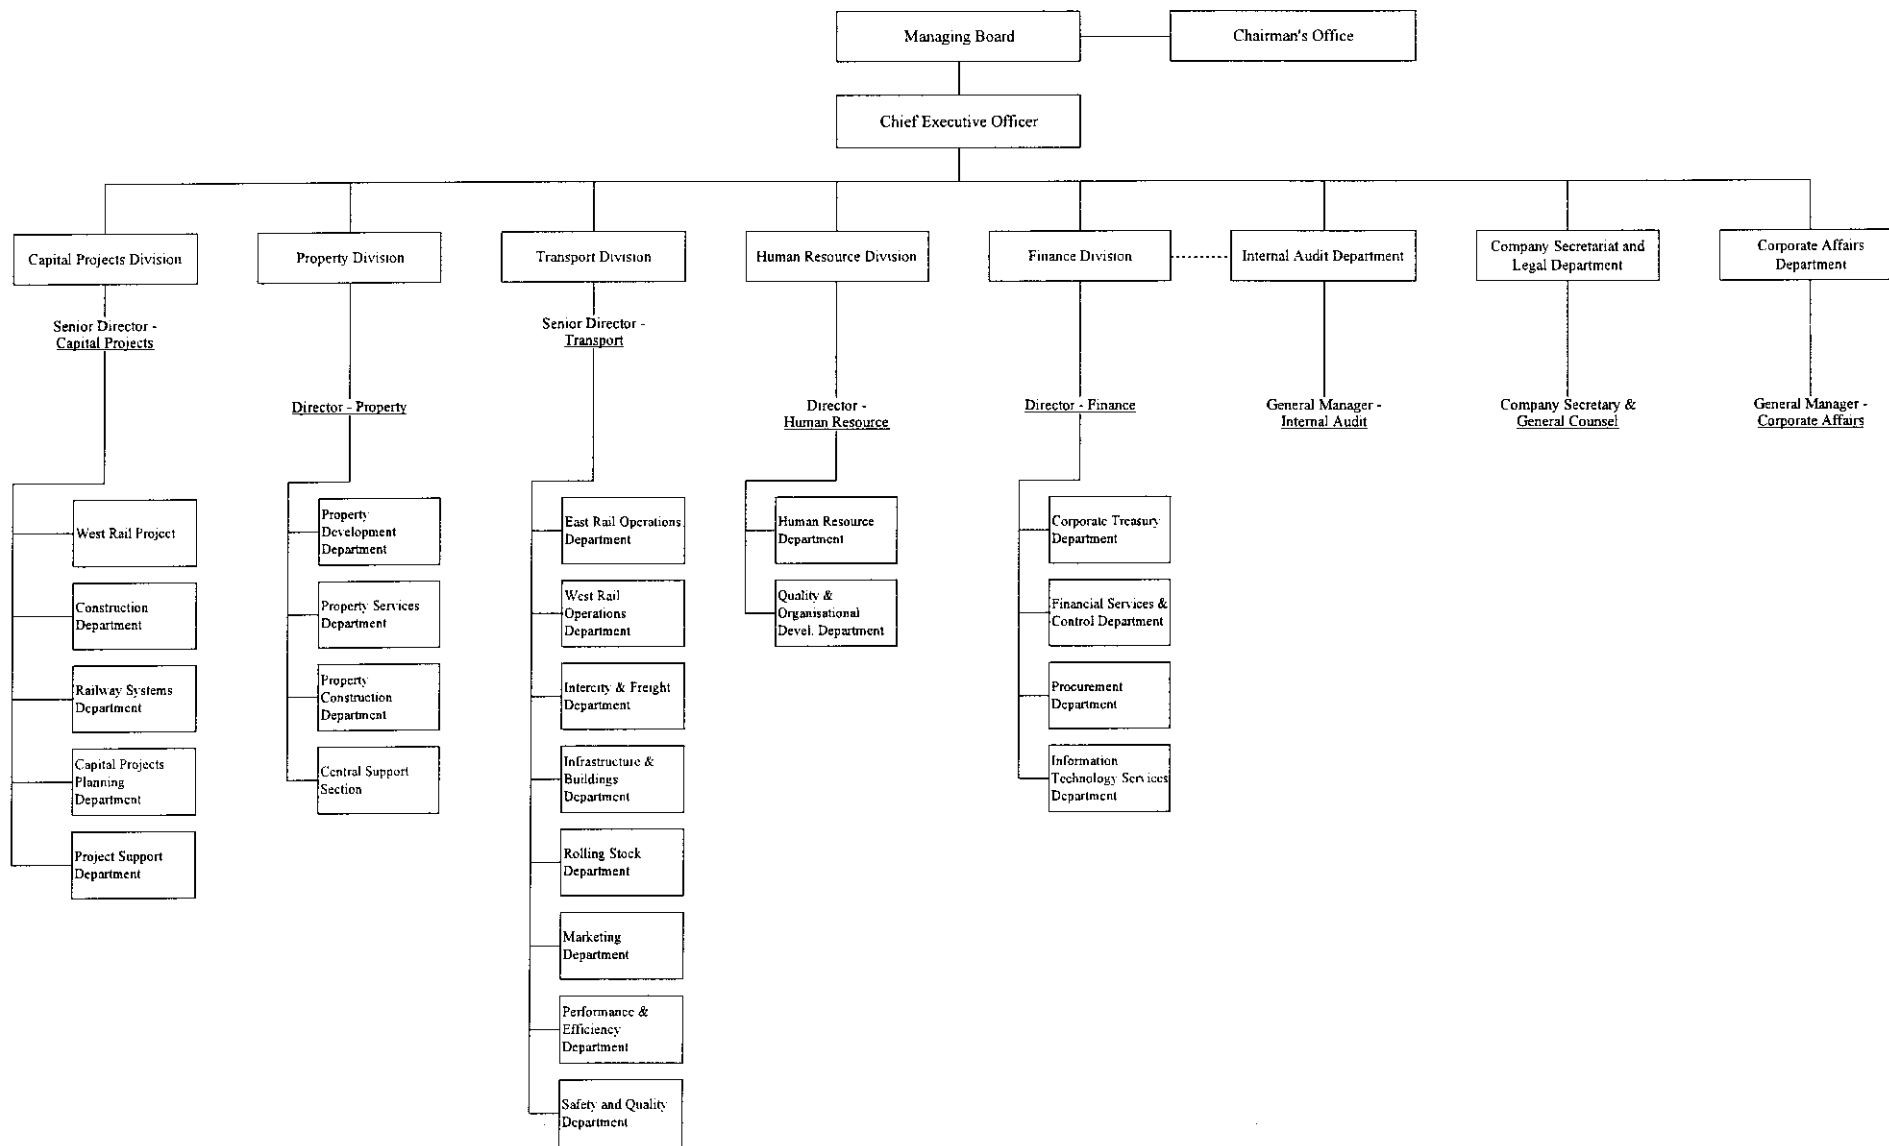 Managing Board
Chairman's Office
Chief Executive Officer
Capital Projects Division
Property Division
Transport Division
Human Resource Division
Finance Division
Internal Audit Department
Company Secretariat and
Legal Department
Corporate Affairs
Department
Senior Director -
Capital Projects
Senior Director -
Transport
Director - Property
Director -
Human Resource
Director - Finance
General Manager -
Internal Audit
Company Secretary &
General Counsel
General Manager -
Corporate Affairs
West Rail Project
Construction
Department
Railway Systems
Department
Capital Projects
Planning
Department
Project Support
Department
Property
Development
Department
Property Services
Department
Property
Construction
Department
Central Support
Section
East Rail Operations
Department
West Rail
Operations
Department
Intercity & Freight
Department
Infrastructure &
Buildings
Department
Rolling Stock
Department
Marketing
Department
Performance &
Efficiency
Department
Safety and Quality
Department
Human Resource
Department
Quality &
Organisational
Devel. Department
Corporate Treasury
Department
Financial Services &
Control Department
Procurement
Department
Information
Technology Services
Department